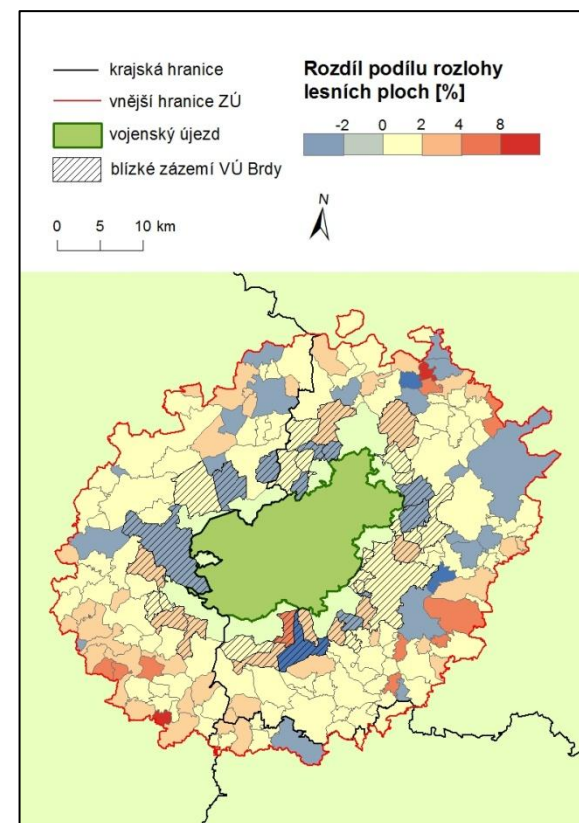 krajská hranice
vnější hranice ZÚ
vojenský újezd
blízké zázemí VÚ Brdy
0 5 10 km
Rozdíl podílu rozlohy
lesních ploch [%]
-2 0 2 4 8
N